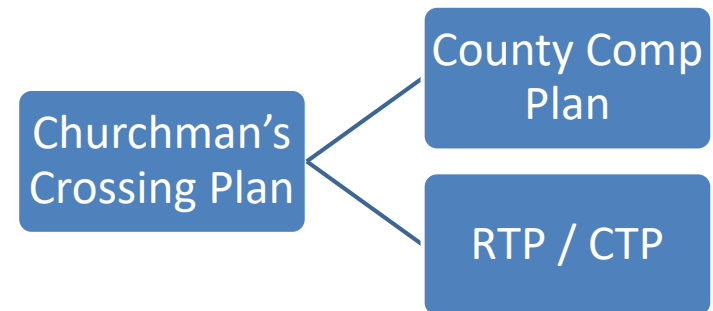 Churchman’s
Crossing Plan
County Comp
Plan
RTP / CTP